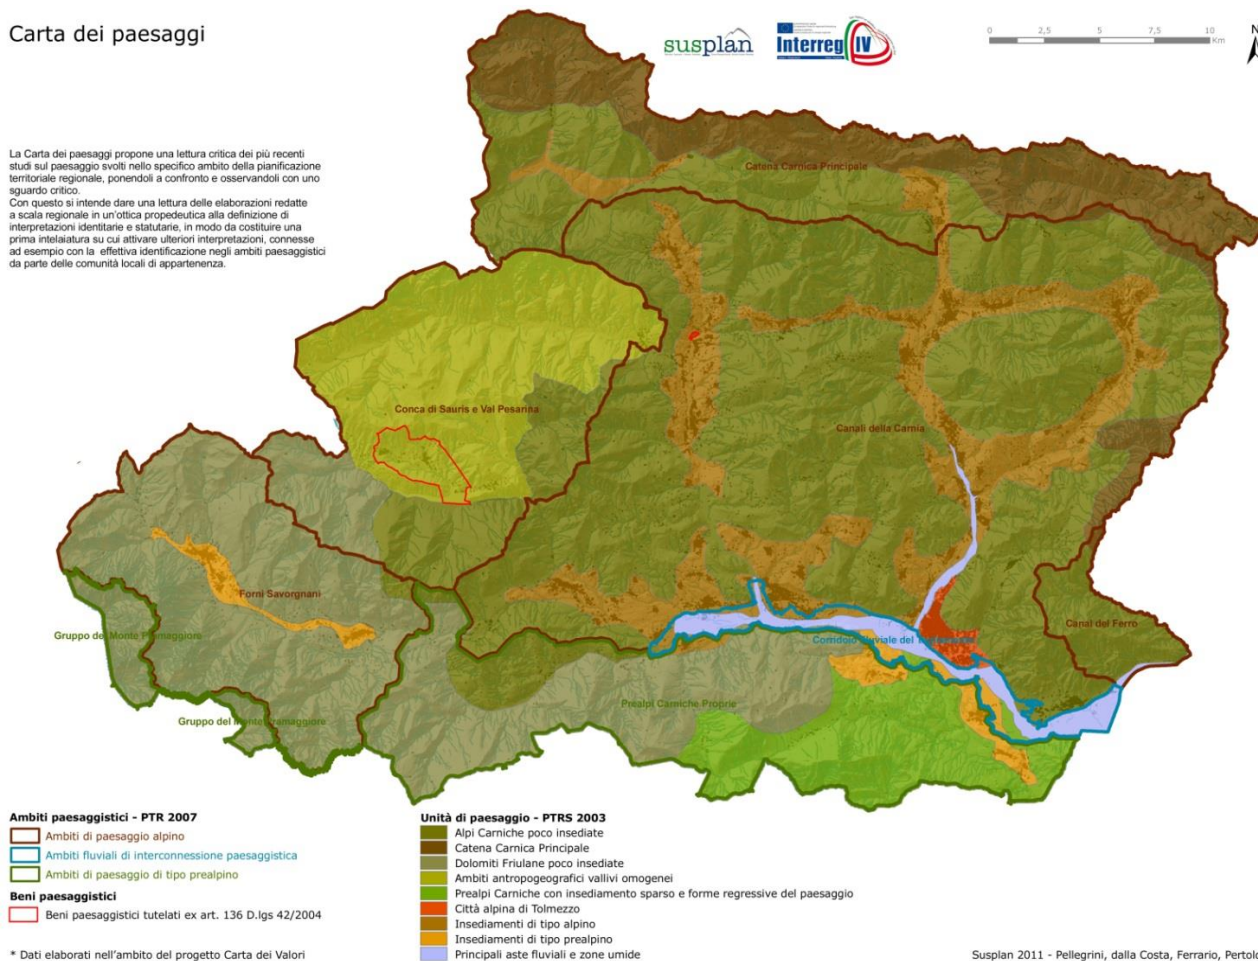 Carta dei paesaggi
susplan
Interreg IV
0 2,5 5 7,5 10
Km
N
La Carta dei paesaggi propone una lettura critica dei più recenti
studi sul paesaggio svolti nello specifico ambito della pianificazione
territoriale regionale, ponendoli a confronto e osservandoli con uno
sguardo critico.
Con questo si intende dare una lettura delle elaborazioni redatte
a scala regionale in un'ottica propedeutica alla definizione di
interpretazioni identitarie e statutarie, in modo da costituire una
prima intelaiatura su cui attivare ulteriori interpretazioni, connesse
ad esempio con la effettiva identificazione negli ambiti paesaggistici
da parte delle comunità locali di appartenenza.
Catena Carnica Principale
Conca di Sauris e Val Pesarina
Canali della Carnia
Forni Savorgnani
Canal del Ferro
Gruppo del Monte Pramaggiore
Corridoio Fluviale del
Prealpi Carniche Proprie
Gruppo del Monte Pramaggiore
Ambiti paesaggistici - PTR 2007
Ambiti di paesaggio alpino
Ambiti fluviali di interconnessione paesaggistica
Ambiti di paesaggio di tipo prealpino
Beni paesaggistici
Beni paesaggistici tutelati ex art. 136 D.lgs 42/2004
* Dati elaborati nell'ambito del progetto Carta dei Valori
Unità di paesaggio - PTRS 2003
Alpi Carniche poco insediate
Catena Carnica Principale
Dolomiti Friulane poco insediate
Ambiti antropogeografici vallivi omogenei
Prealpi Carniche con insediamento sparso e forme regressive del paesaggio
Città alpina di Tolmezzo
Insediamenti di tipo alpino
Insediamenti di tipo prealpino
Principali aste fluviali e zone umide
Susplan 2011 - Pellegrini, dalla Costa, Ferrario, Pertol